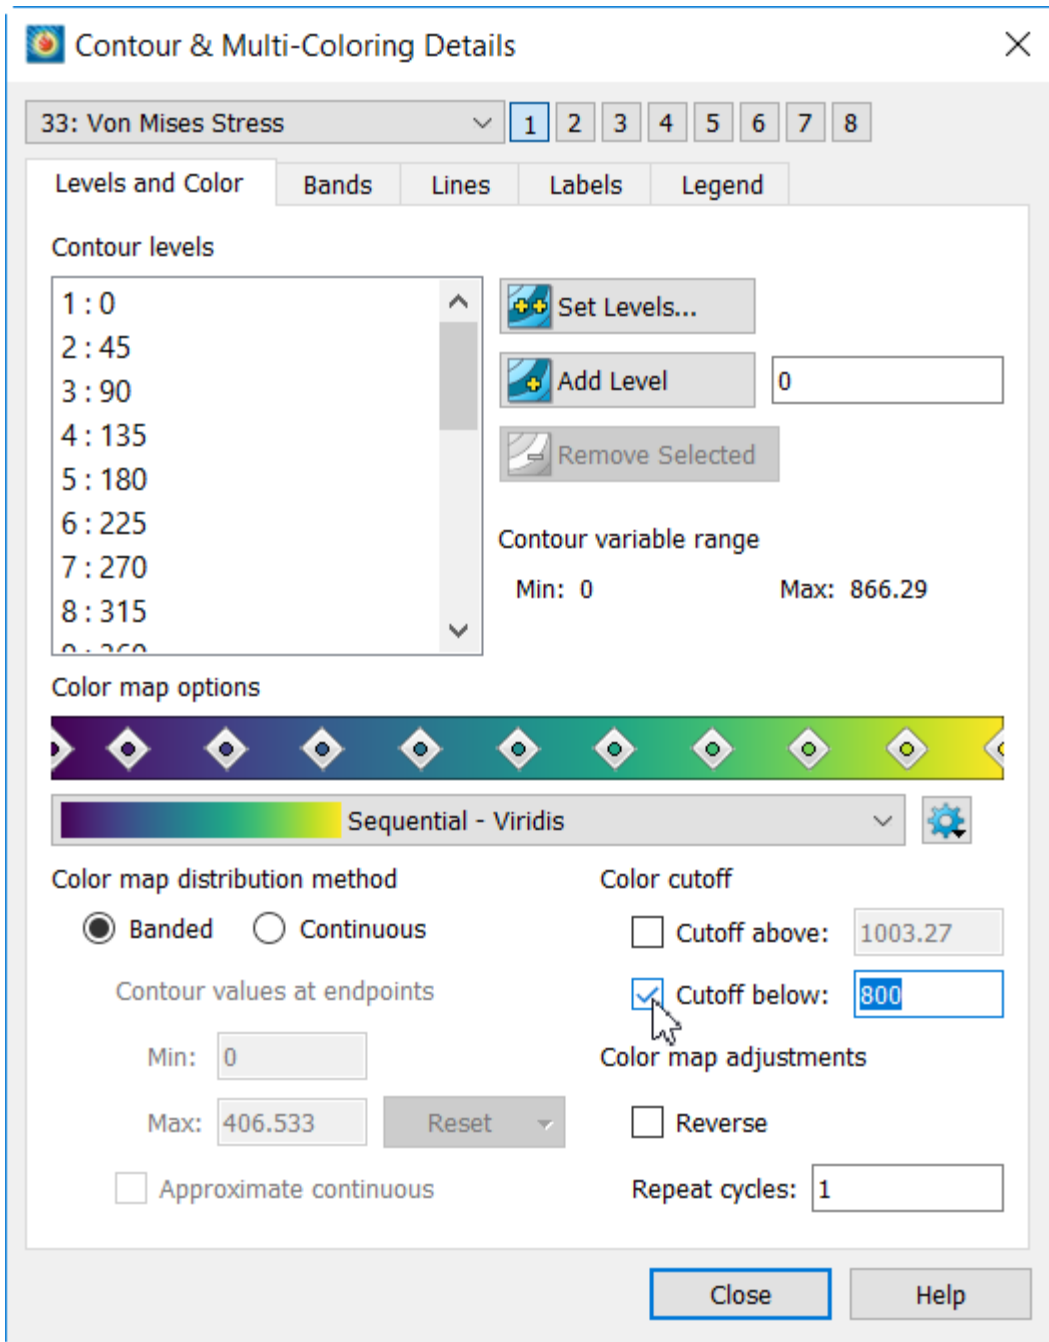 Contour & Multi-Coloring Details
33: Von Mises Stress 1 2 3 4 5 6 7 8
Levels and Color Bands Lines Labels Legend
Contour levels
1 : 0
2 : 45
3 : 90
4 : 135
5 : 180
6 : 225
7 : 270
8 : 315
Set Levels...
Add Level 0
Remove Selected
Contour variable range
Min: 0 Max: 866.29
Color map options
Sequential - Viridis
Color map distribution method
Banded Continuous
Contour values at endpoints
Min: 0
Max: 406.533 Reset
Approximate continuous
Color cutoff
Cutoff above: 1003.27
Cutoff below: 800
Color map adjustments
Reverse
Repeat cycles: 1
Close Help